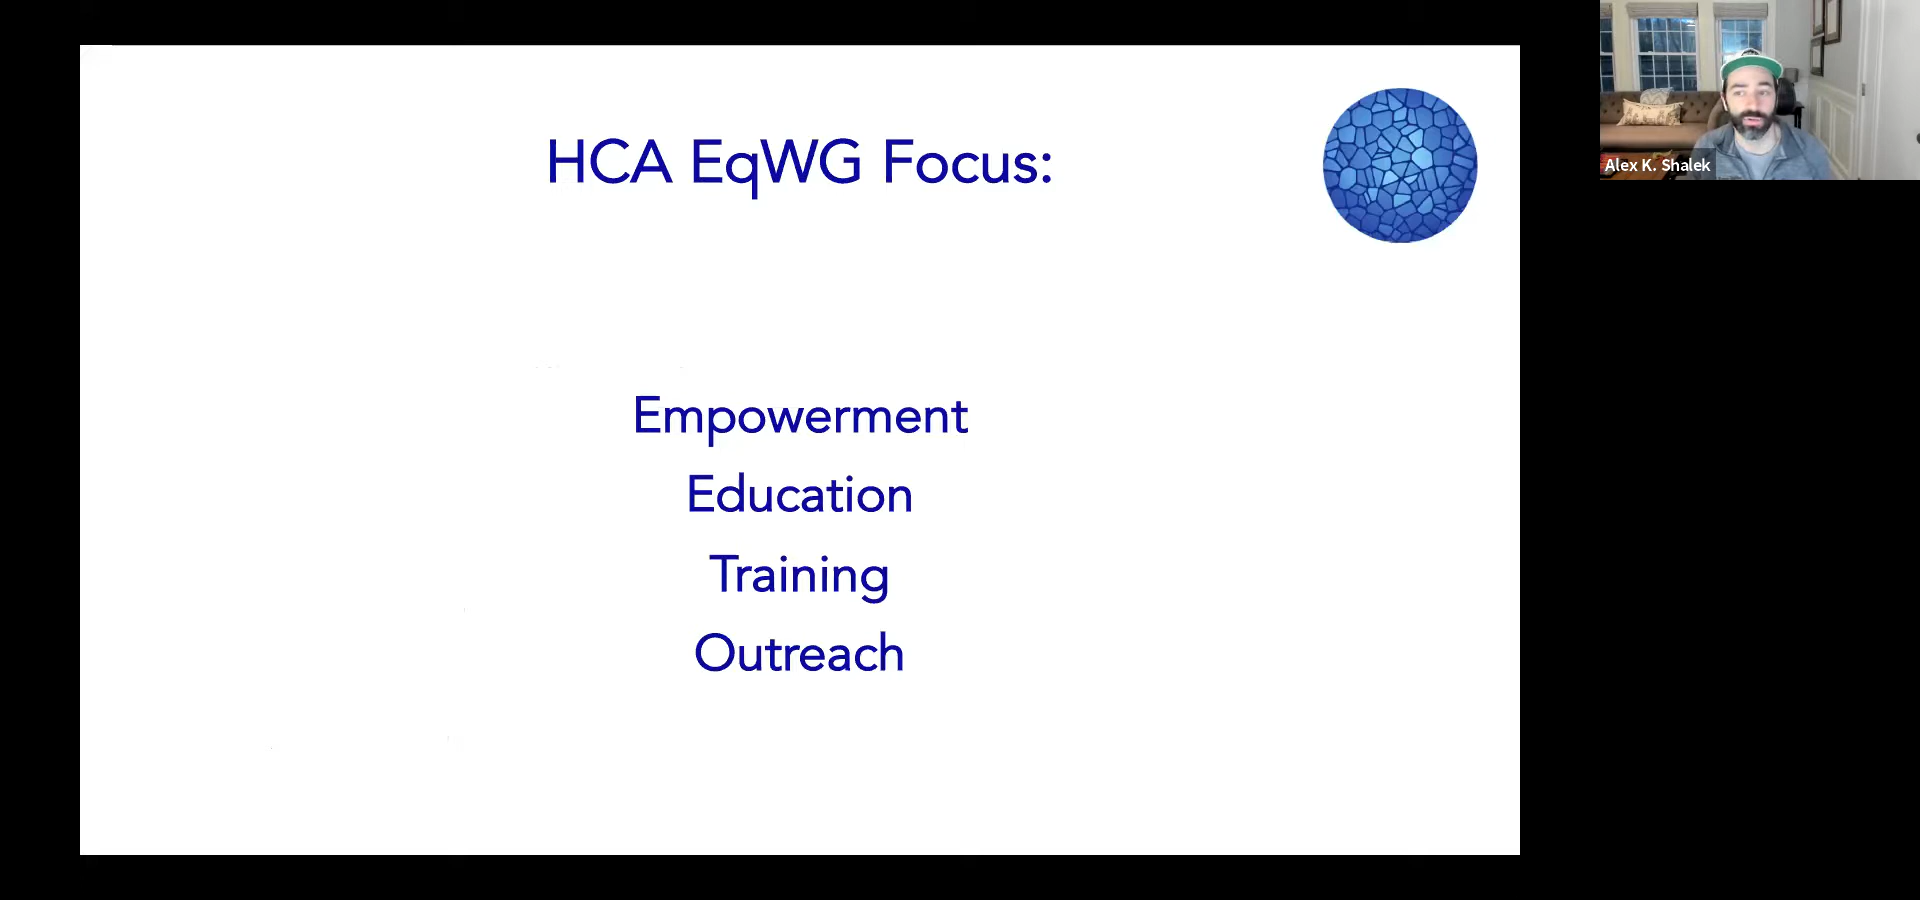 HCA EqWG Focus:
Empowerment
Education
Training
Outreach
Alex K. Shalek